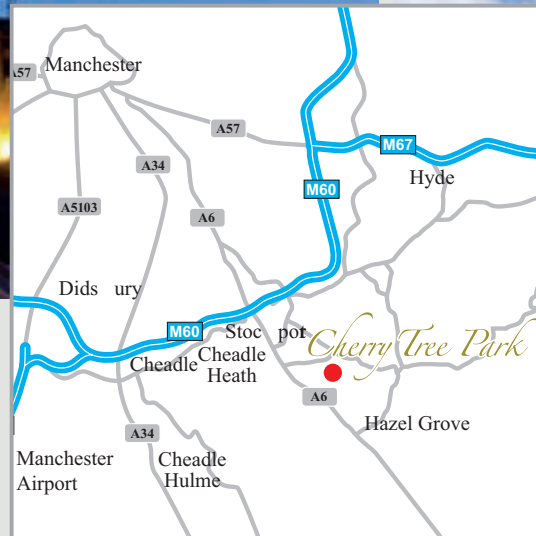 Manchester
A57
A57
M67
A34
M60
Hyde
A5103
A6
Dids ury
M60
Stoc port
Cherry Tree Park
Cheadle
Cheadle
Heath
A6
Hazel Grove
A34
Manchester
Airport
Cheadle
Hulme